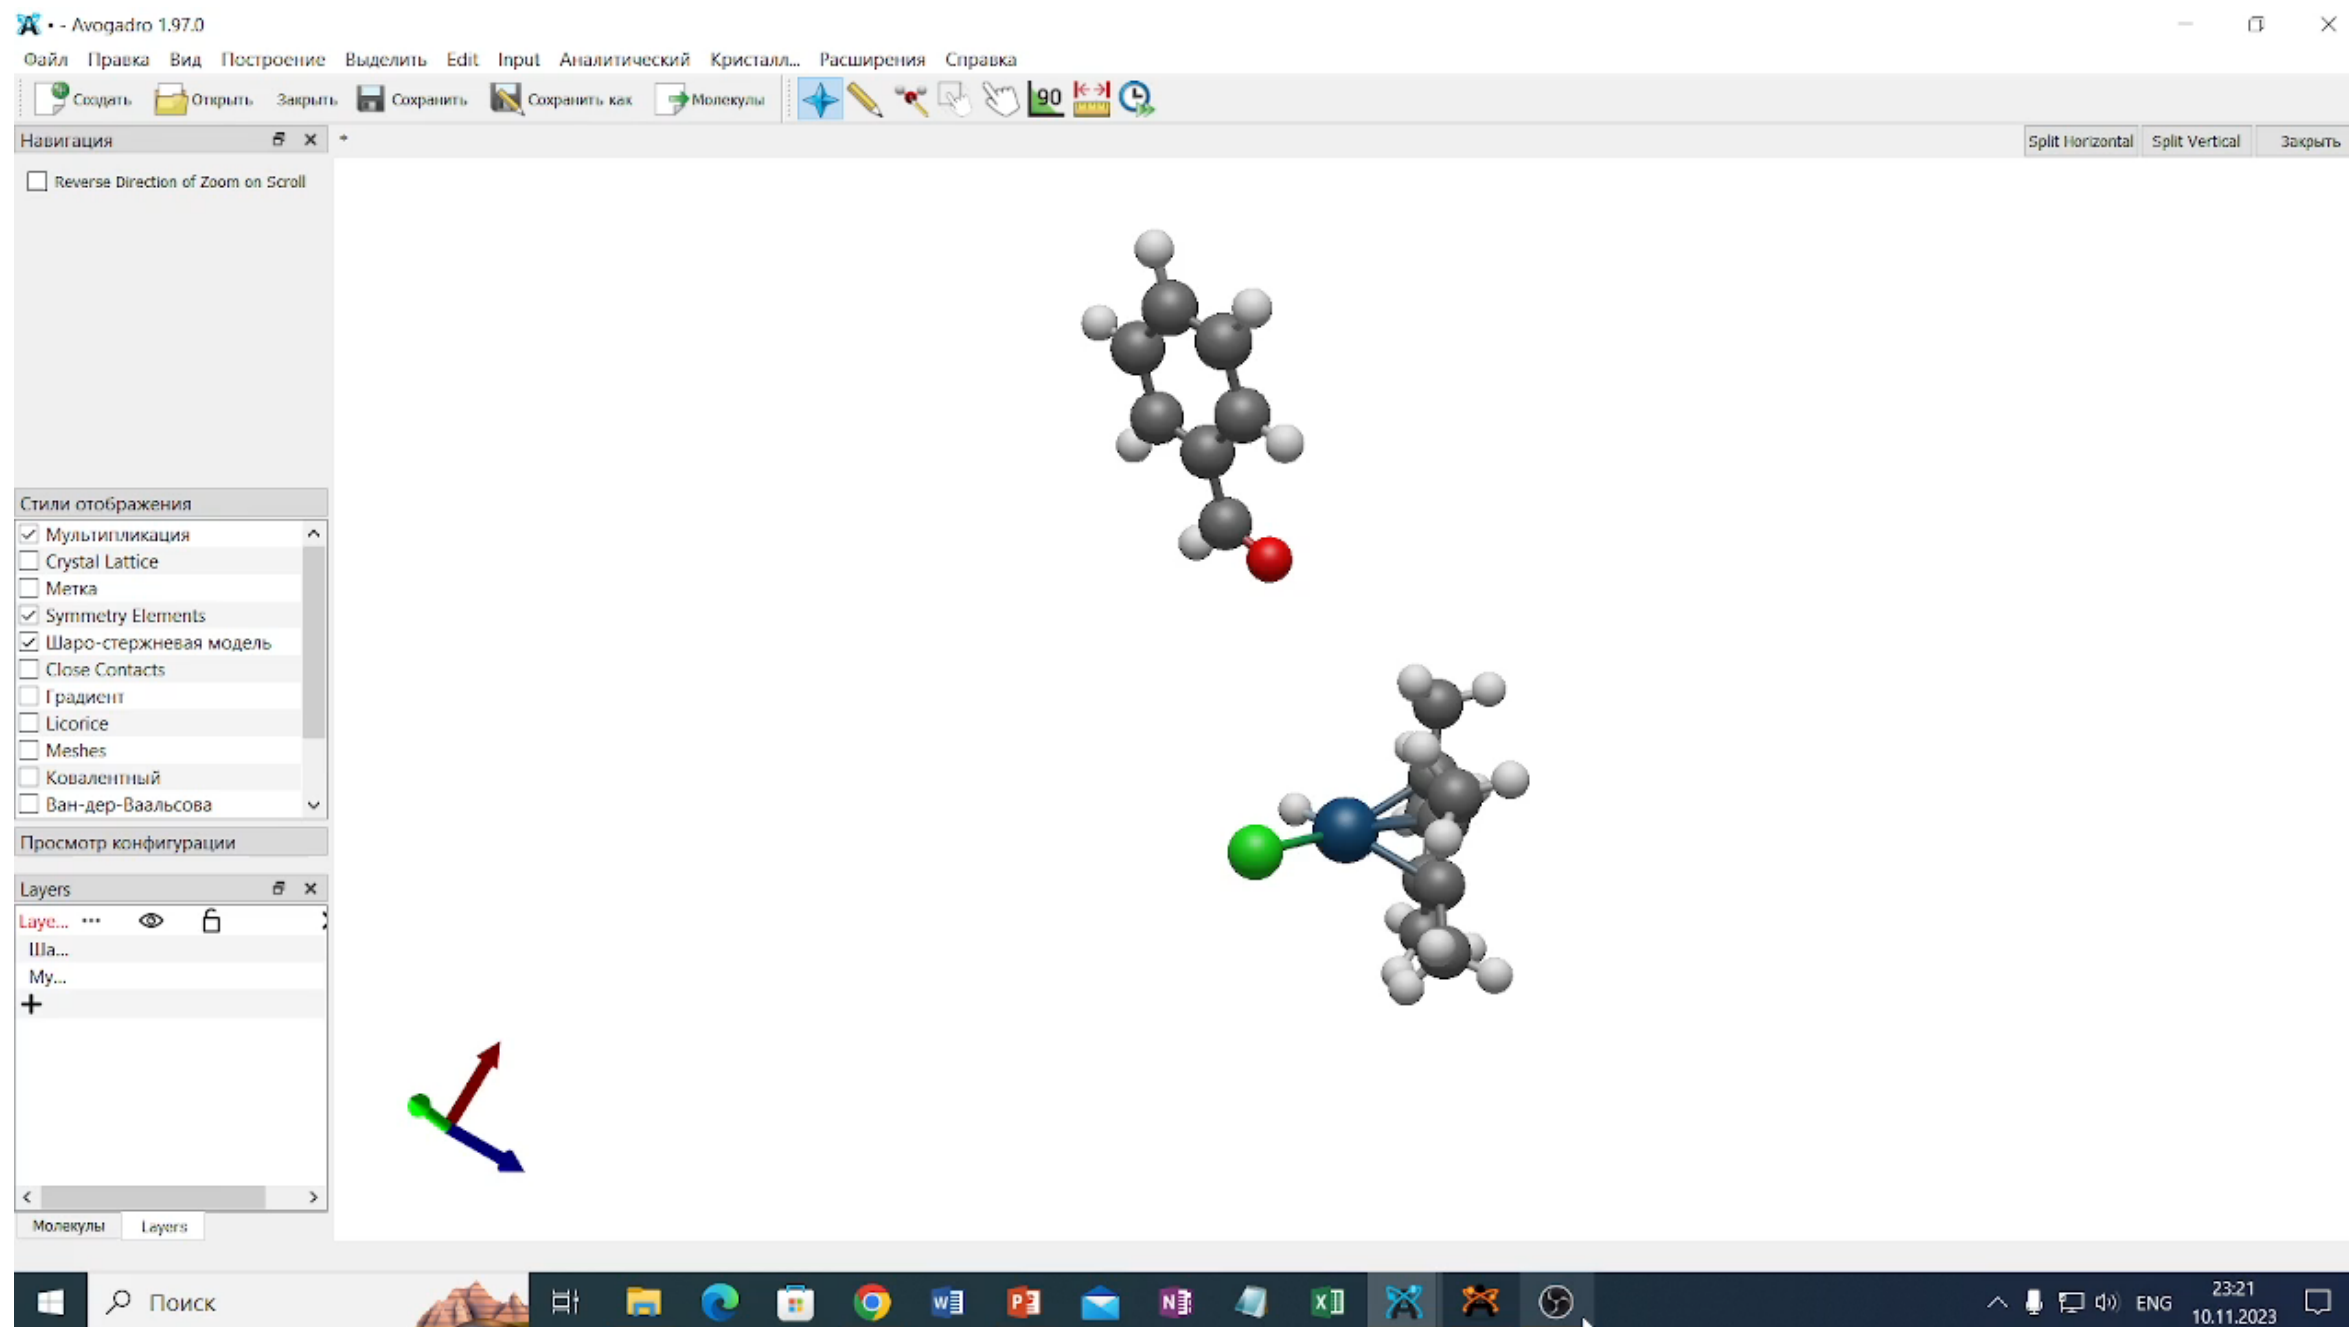 • - Avogadro 1.97.0
Файл Правка Вид Построение Выделить Edit Input Аналитический Кристалл... Расширения Справка
Создать Открыть Закрыть Сохранить Сохранить как Молекулы 90
Навигация
*
Split Horizontal Split Vertical Закрыть
Reverse Direction of Zoom on Scroll
Стили отображения
Мультипликация
Crystal Lattice
Метка
Symmetry Elements
Шаро-стержневая модель
Close Contacts
Градиент
Licorice
Meshes
Ковалентный
Ван-дер-Ваальсова
Просмотр конфигурации
Layers
Laye... ...
Ша...
Му...
Молекулы Layers
Поиск
ENG
23:21
10.11.2023